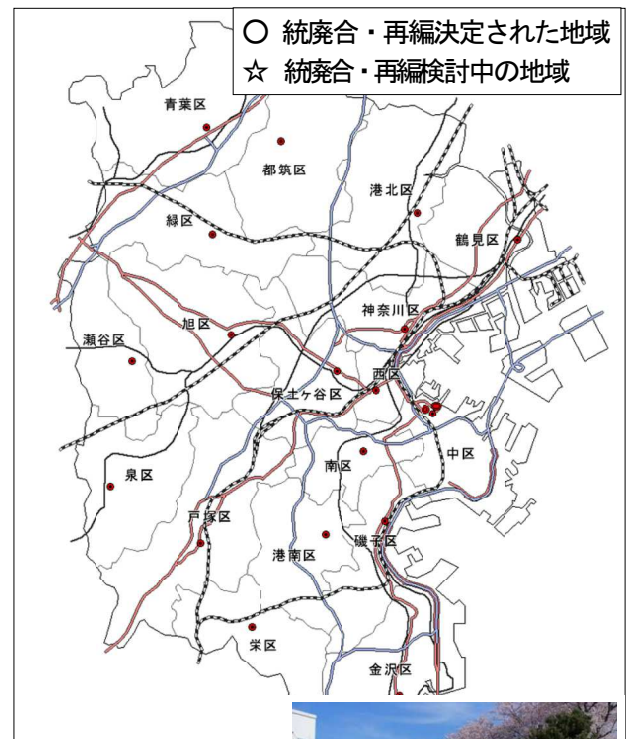 ○ 統廃合・再編決定された地域
☆ 統廃合・再編検討中の地域
青葉区
都筑区
港北区
緑区
鶴見区
神奈川区
旭区
瀬谷区
西区
保土ヶ谷区
中区
南区
泉区
戸塚区
磯子区
港南区
栄区
金沢区